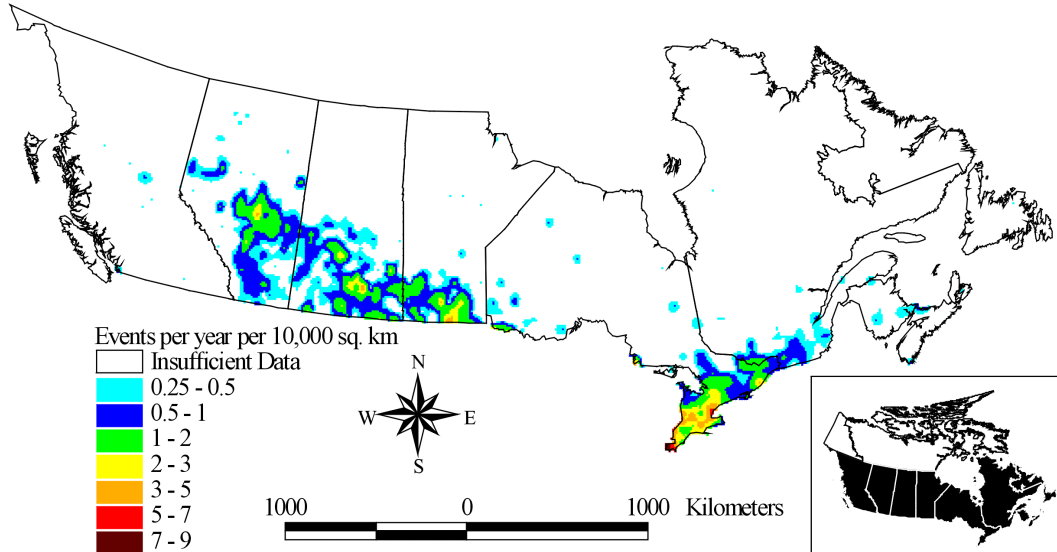 Events per year per 10,000 sq. km
Insufficient Data
0.25 - 0.5
0.5 - 1
1 - 2
2 - 3
3 - 5
5 - 7
7 - 9
N
W E
S
1000 0 1000 Kilometers